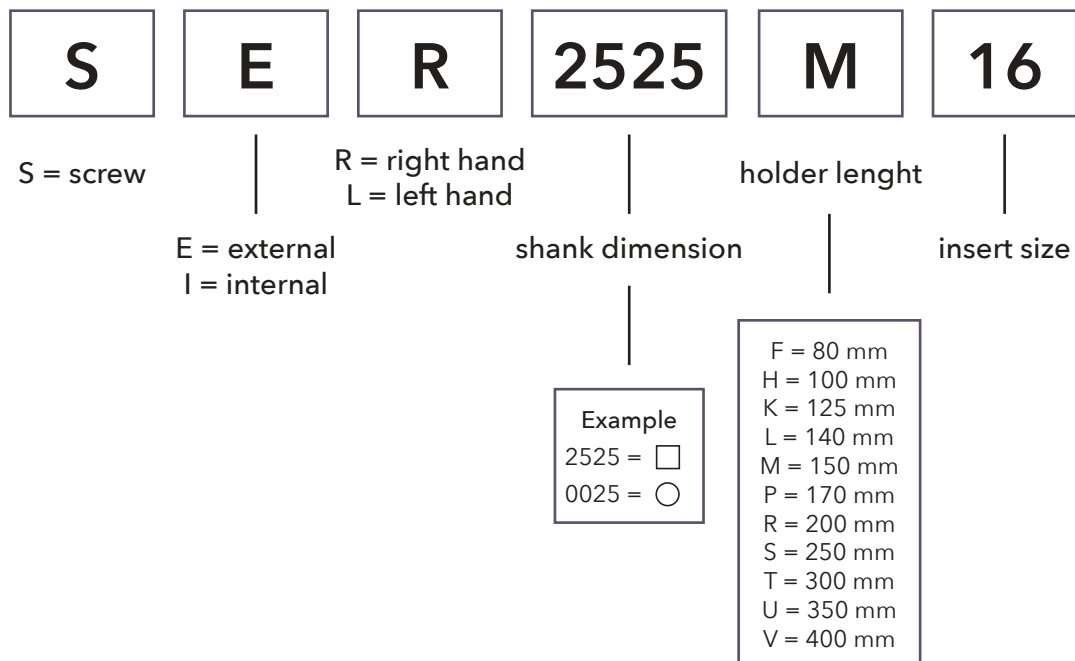 S E R 2525 M 16
S = screw
R = right hand
L = left hand
holder lenght
E = external
I = internal
shank dimension
insert size
Example
2525 =
0025 =
F = 80 mm
H = 100 mm
K = 125 mm
L = 140 mm
M = 150 mm
P = 170 mm
R = 200 mm
S = 250 mm
T = 300 mm
U = 350 mm
V = 400 mm